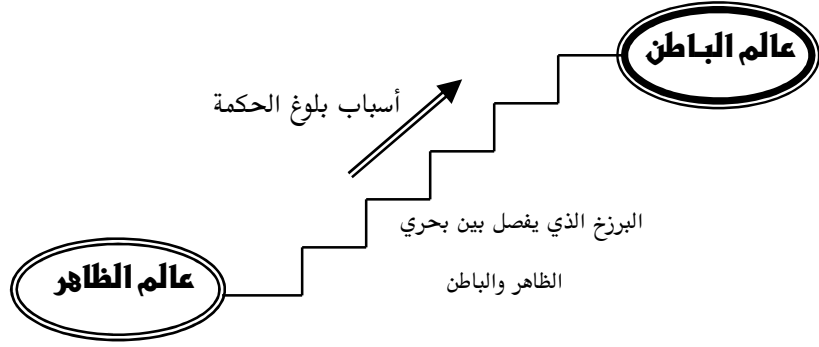 عالم الباطن
أسباب بلوغ الحكمة
البرزخ الذي يفصل بين بحري
الظاهر والباطن
عالم الظاهر